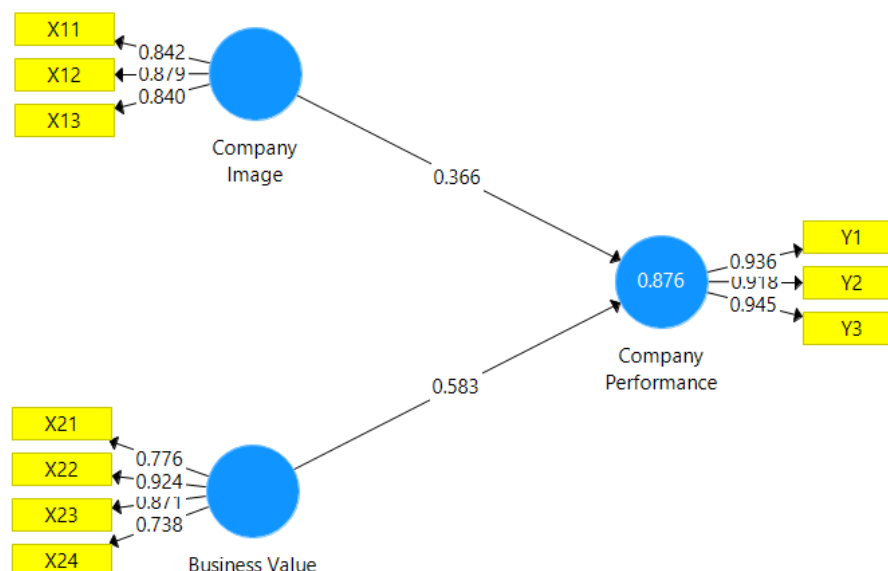 X11
X12
X13
0.842
0.879
0.840
Company
Image
0.366
0.876
Company
Performance
0.936
0.918
0.945
Y1
Y2
Y3
0.583
X21
X22
X23
X24
0.776
0.924
0.871
0.738
Business Value